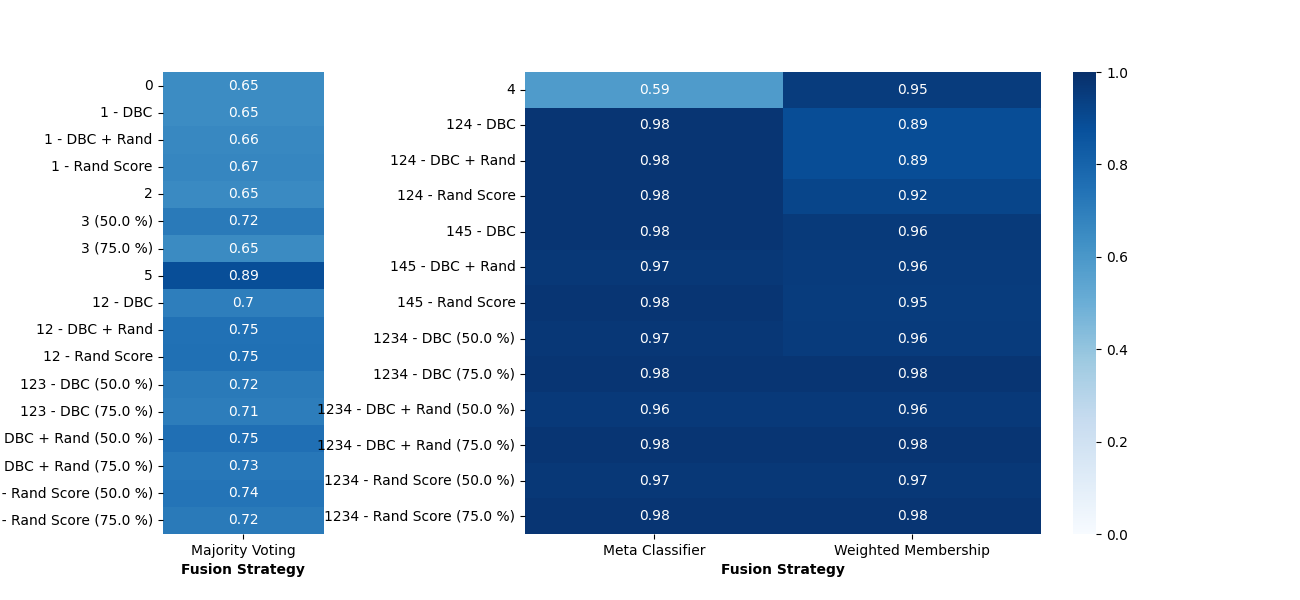 0 0.65
1 - DBC 0.65
1 - DBC + Rand 0.66
1 - Rand Score 0.67
2 0.65
3 (50.0 %) 0.72
3 (75.0 %) 0.65
5 0.89
12 - DBC 0.7
12 - DBC + Rand 0.75
12 - Rand Score 0.75
123 - DBC (50.0 %) 0.72
123 - DBC (75.0 %) 0.71
DBC + Rand (50.0 %) 0.75
DBC + Rand (75.0 %) 0.73
- Rand Score (50.0 %) 0.74
- Rand Score (75.0 %) 0.72
Majority Voting
Fusion Strategy
4 0.59 0.95
124 - DBC 0.98 0.89
124 - DBC + Rand 0.98 0.89
124 - Rand Score 0.98 0.92
145 - DBC 0.98 0.96
145 - DBC + Rand 0.97 0.96
145 - Rand Score 0.98 0.95
1234 - DBC (50.0 %) 0.97 0.96
1234 - DBC (75.0 %) 0.98 0.98
1234 - DBC + Rand (50.0 %) 0.96 0.96
1234 - DBC + Rand (75.0 %) 0.98 0.98
1234 - Rand Score (50.0 %) 0.97 0.97
1234 - Rand Score (75.0 %) 0.98 0.98
Meta Classifier Weighted Membership
Fusion Strategy
1.0
0.8
0.6
0.4
0.2
0.0